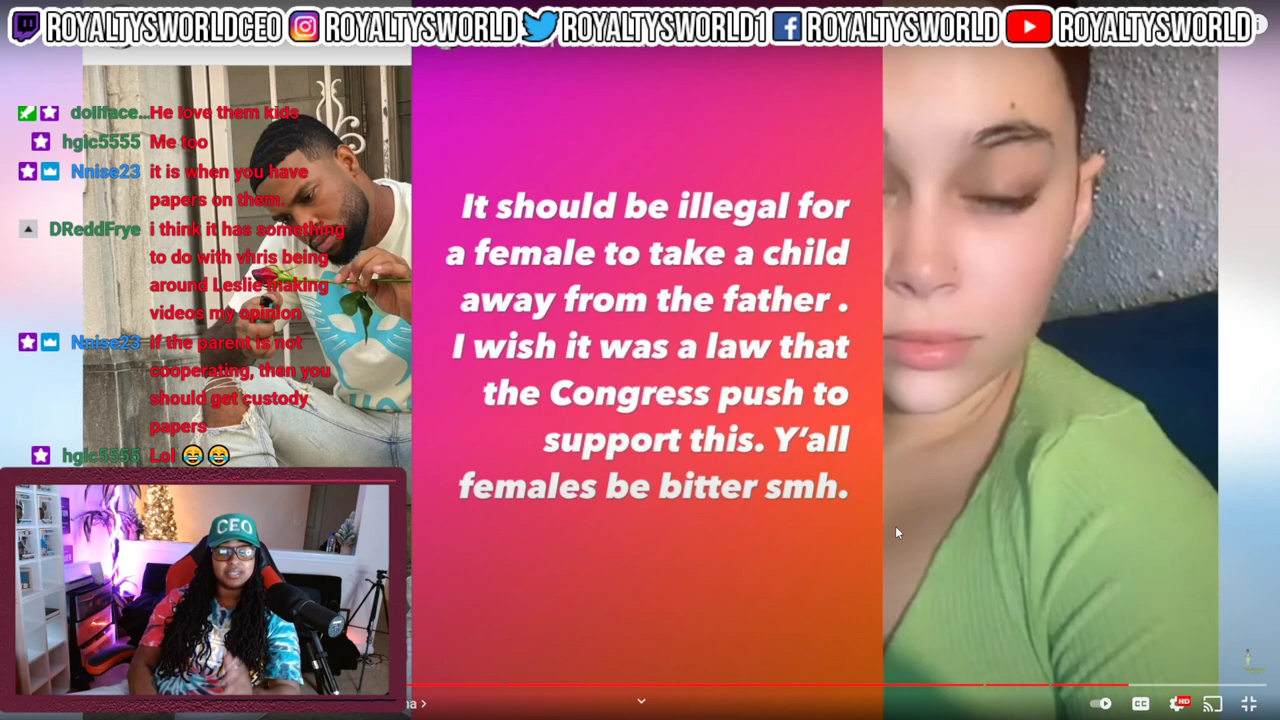 ROYALTYSWORLDCEO ROYALTYSWORLD ROYALTYSWORLD1 ROYALTYSWORLD ROYALTYSWORLD
dollface... He love them kids
hgic5555 Me too
Nnise23 it is when you have
papers on them.
DReddFrye i think it has something
to do with vhris being
around Leslie making
videos my opinion
Nnise23 If the parent is not
cooperating, then you
should get custody
papers
hgic5555 Lol 😂😂
It should be illegal for
a female to take a child
away from the father .
I wish it was a law that
the Congress push to
support this. Y'all
females be bitter smh.
CEO
CC HD